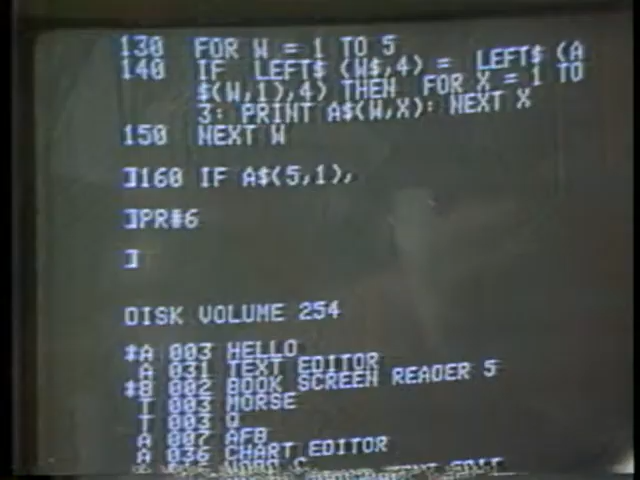 130 FOR W = 1 TO 5
140 IF LEFT$ (W$,4) = LEFT$ (A
$(W,1),4) THEN FOR X = 1 TO
3: PRINT A$(W,X): NEXT X
150 NEXT W
]160 IF A$(5,1),
]PR#6
]
DISK VOLUME 254
*A 003 HELLO
A 031 TEXT EDITOR
*B 002 BOOK SCREEN READER 5
T 003 MORSE
T 003 Q
A 007 AFB
A 036 CHART EDITOR